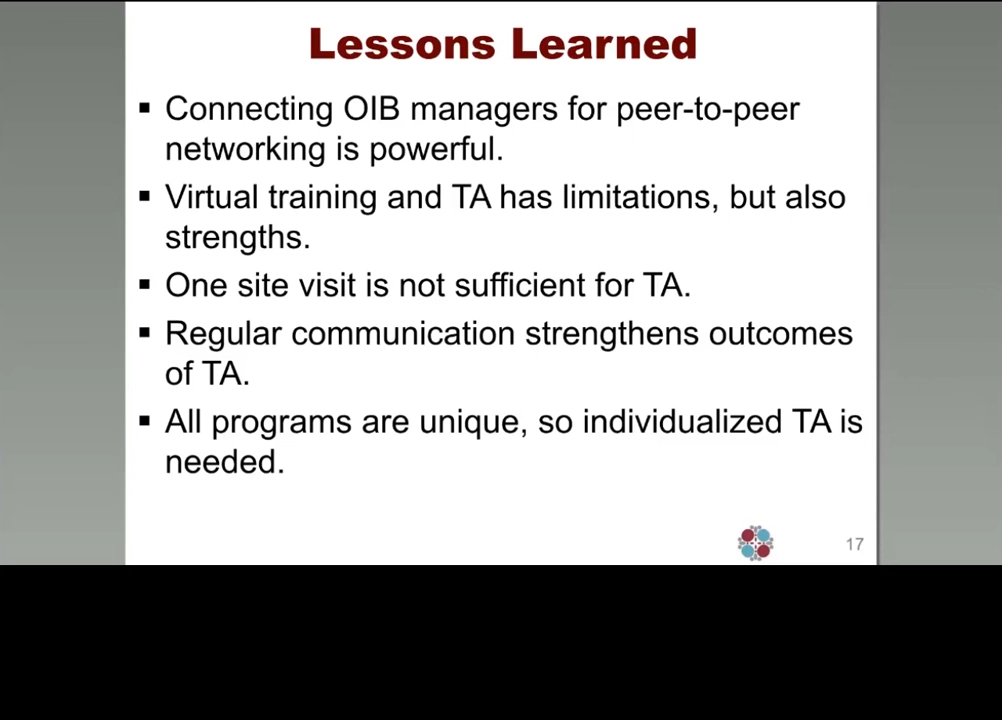 Lessons Learned
▪ Connecting OIB managers for peer-to-peer
networking is powerful.
▪ Virtual training and TA has limitations, but also
strengths.
▪ One site visit is not sufficient for TA.
▪ Regular communication strengthens outcomes
of TA.
▪ All programs are unique, so individualized TA is
needed.
17